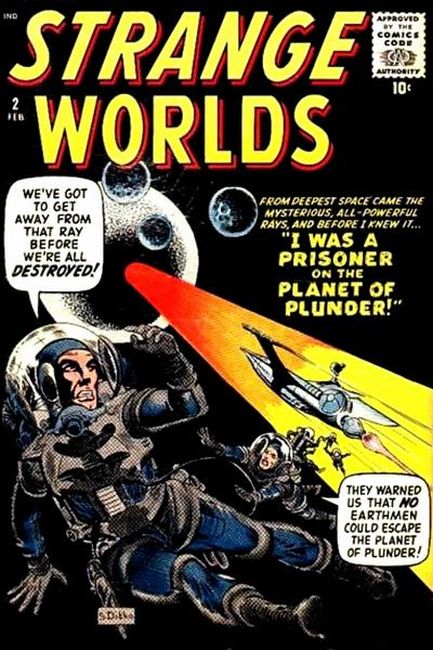 IND
STRANGE
WORLDS
2
FEB
APPROVED
BY THE
COMICS
CODE
AUTHORITY
10¢
WE'VE GOT
TO GET
AWAY FROM
THAT RAY
BEFORE
WE'RE ALL
DESTROYED!
FROM DEEPEST SPACE CAME THE
MYSTERIOUS, ALL-POWERFUL
RAYS, AND BEFORE I KNEW IT...
"I WAS A
PRISONER
ON THE
PLANET OF
PLUNDER!"
THEY WARNED
US THAT NO
EARTHMEN
COULD ESCAPE
THE PLANET
OF PLUNDER!
S. Ditko